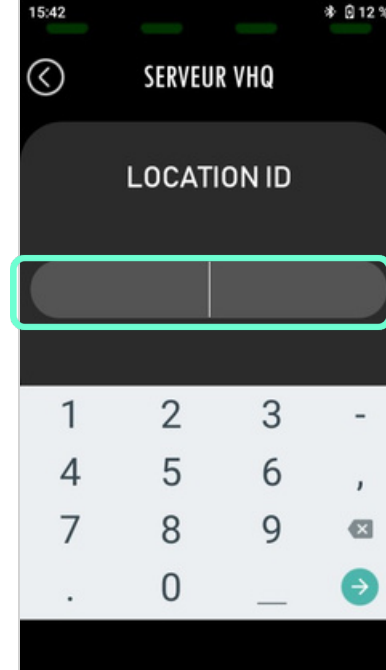 15:42 12 %
SERVEUR VHQ
LOCATION ID
1 2 3 -
4 5 6 ,
7 8 9
. 0 _